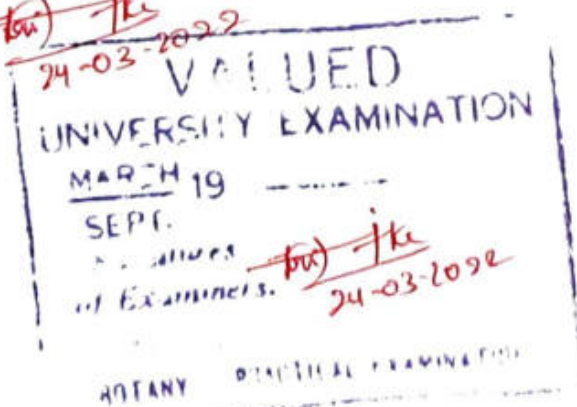 24-03-2022
VALUED
UNIVERSITY EXAMINATION
MARCH 19
SEPT.
of Examiners.
24-03-2022
BOTANY PRACTICAL EXAMINATION